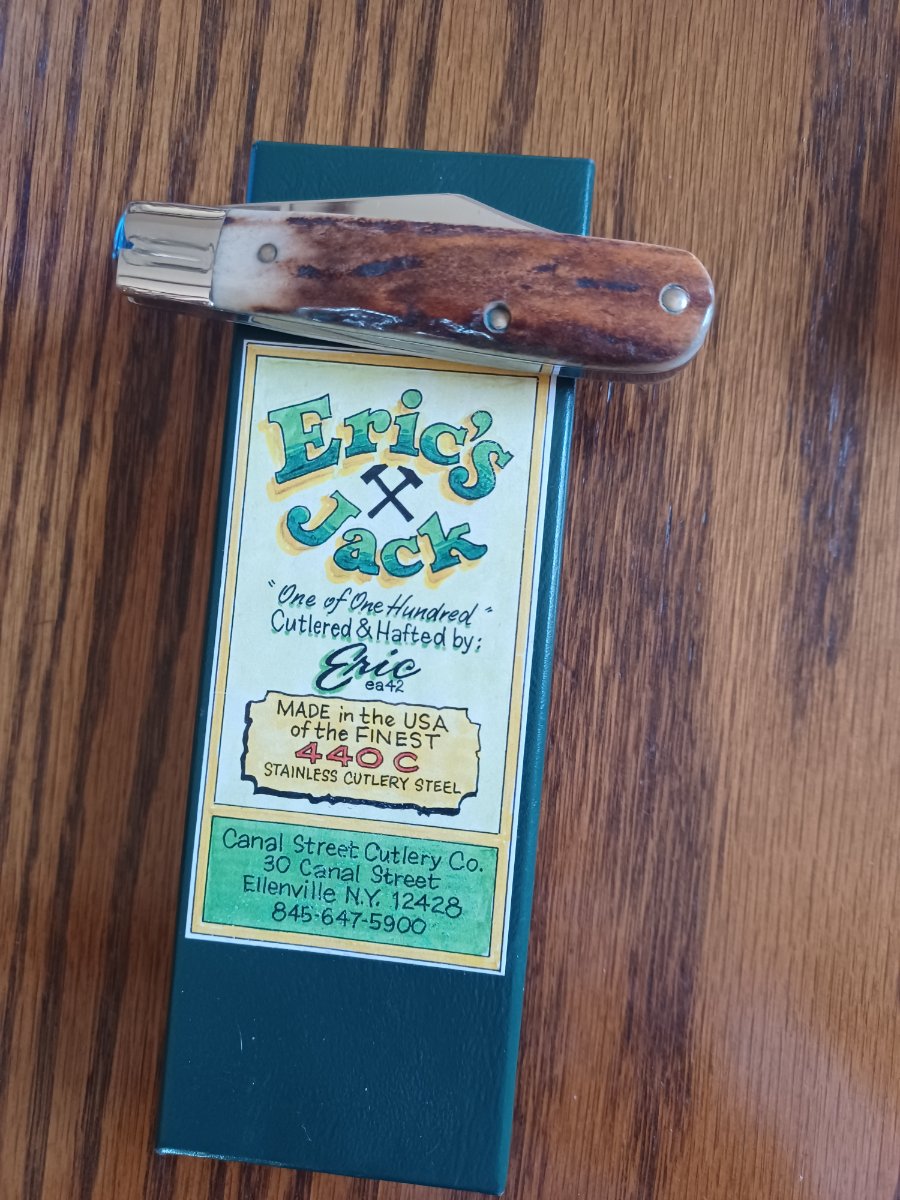 Eric's
Jack
"One of One Hundred"
Cutlered & Hafted by:
Eric
ea42
MADE in the USA
of the FINEST
440 C
STAINLESS CUTLERY STEEL
Canal Street Cutlery Co.
30 Canal Street
Ellenville N.Y. 12428
845-647-5900